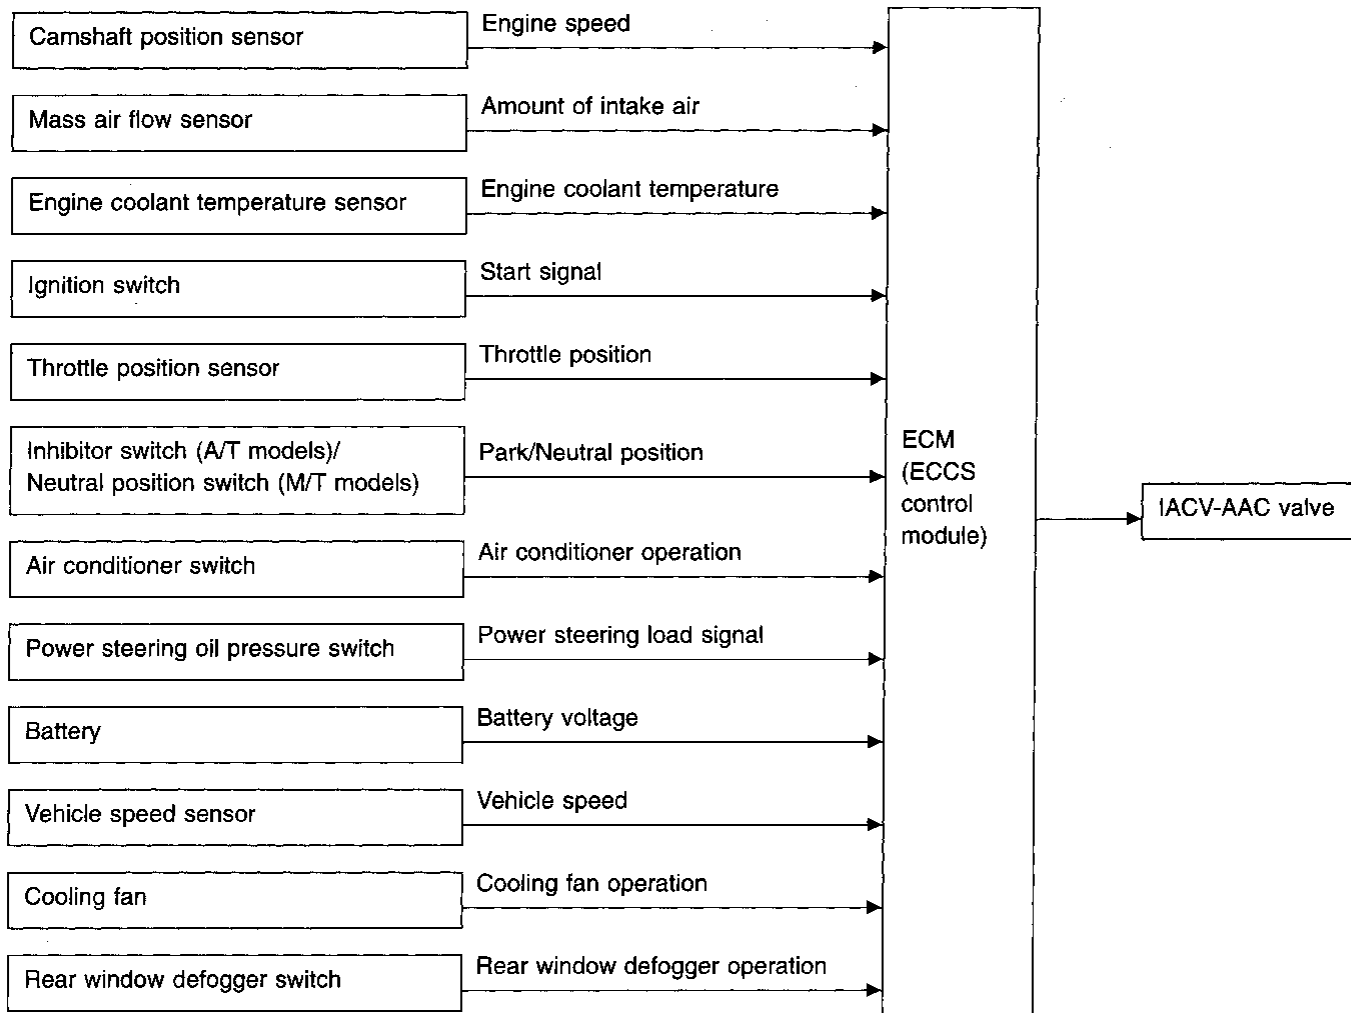 Camshaft position sensor
Engine speed
Mass air flow sensor
Amount of intake air
Engine coolant temperature sensor
Engine coolant temperature
Ignition switch
Start signal
Throttle position sensor
Throttle position
Inhibitor switch (A/T models)/
Neutral position switch (M/T models)
Park/Neutral position
Air conditioner switch
Air conditioner operation
Power steering oil pressure switch
Power steering load signal
Battery
Battery voltage
Vehicle speed sensor
Vehicle speed
Cooling fan
Cooling fan operation
Rear window defogger switch
Rear window defogger operation
ECM
(ECCS
control
module)
IACV-AAC valve